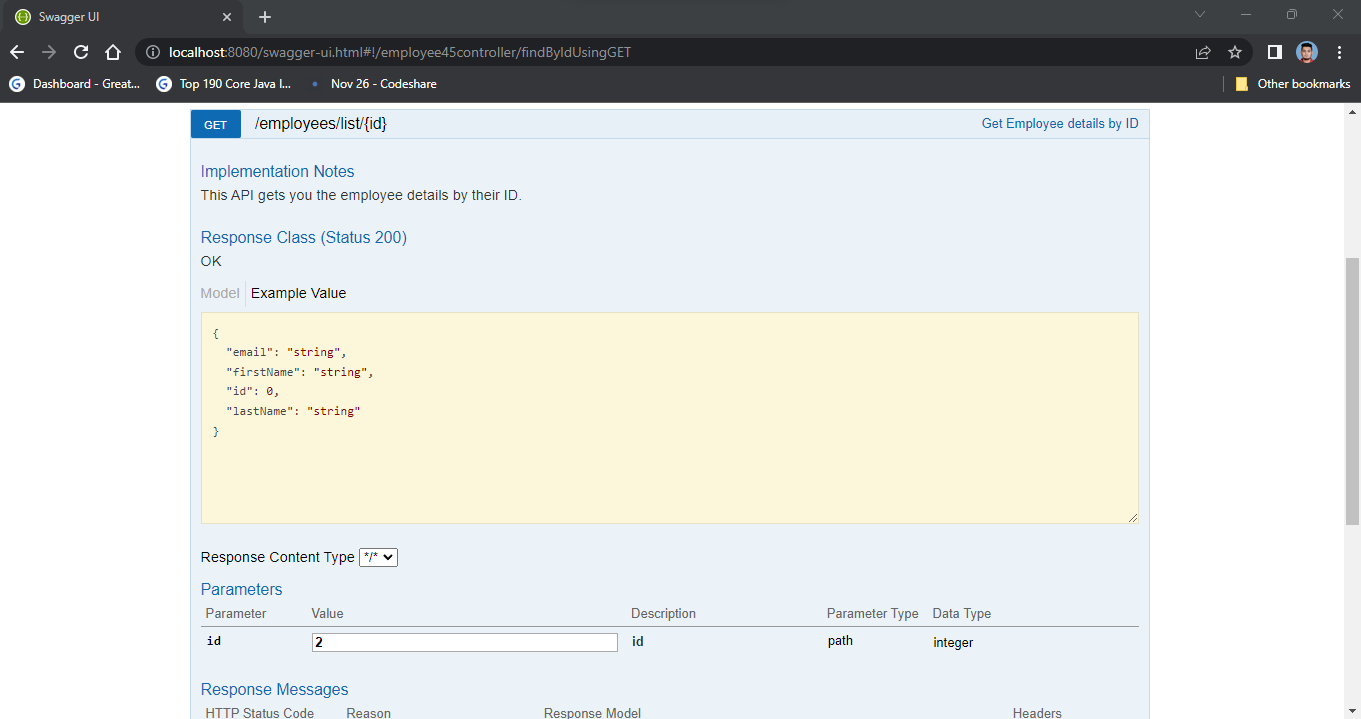 Swagger UI
localhost:8080/swagger-ui.html#!/employee45controller/findByIdUsingGET
Dashboard - Great... Top 190 Core Java I... Nov 26 - Codeshare Other bookmarks
GET /employees/list/{id} Get Employee details by ID
Implementation Notes
This API gets you the employee details by their ID.
Response Class (Status 200)
OK
Model Example Value
{
"email": "string",
"firstName": "string",
"id": 0,
"lastName": "string"
}
Response Content Type */*
Parameters
Parameter Value Description Parameter Type Data Type
id 2 id path integer
Response Messages
HTTP Status Code Reason Response Model Headers